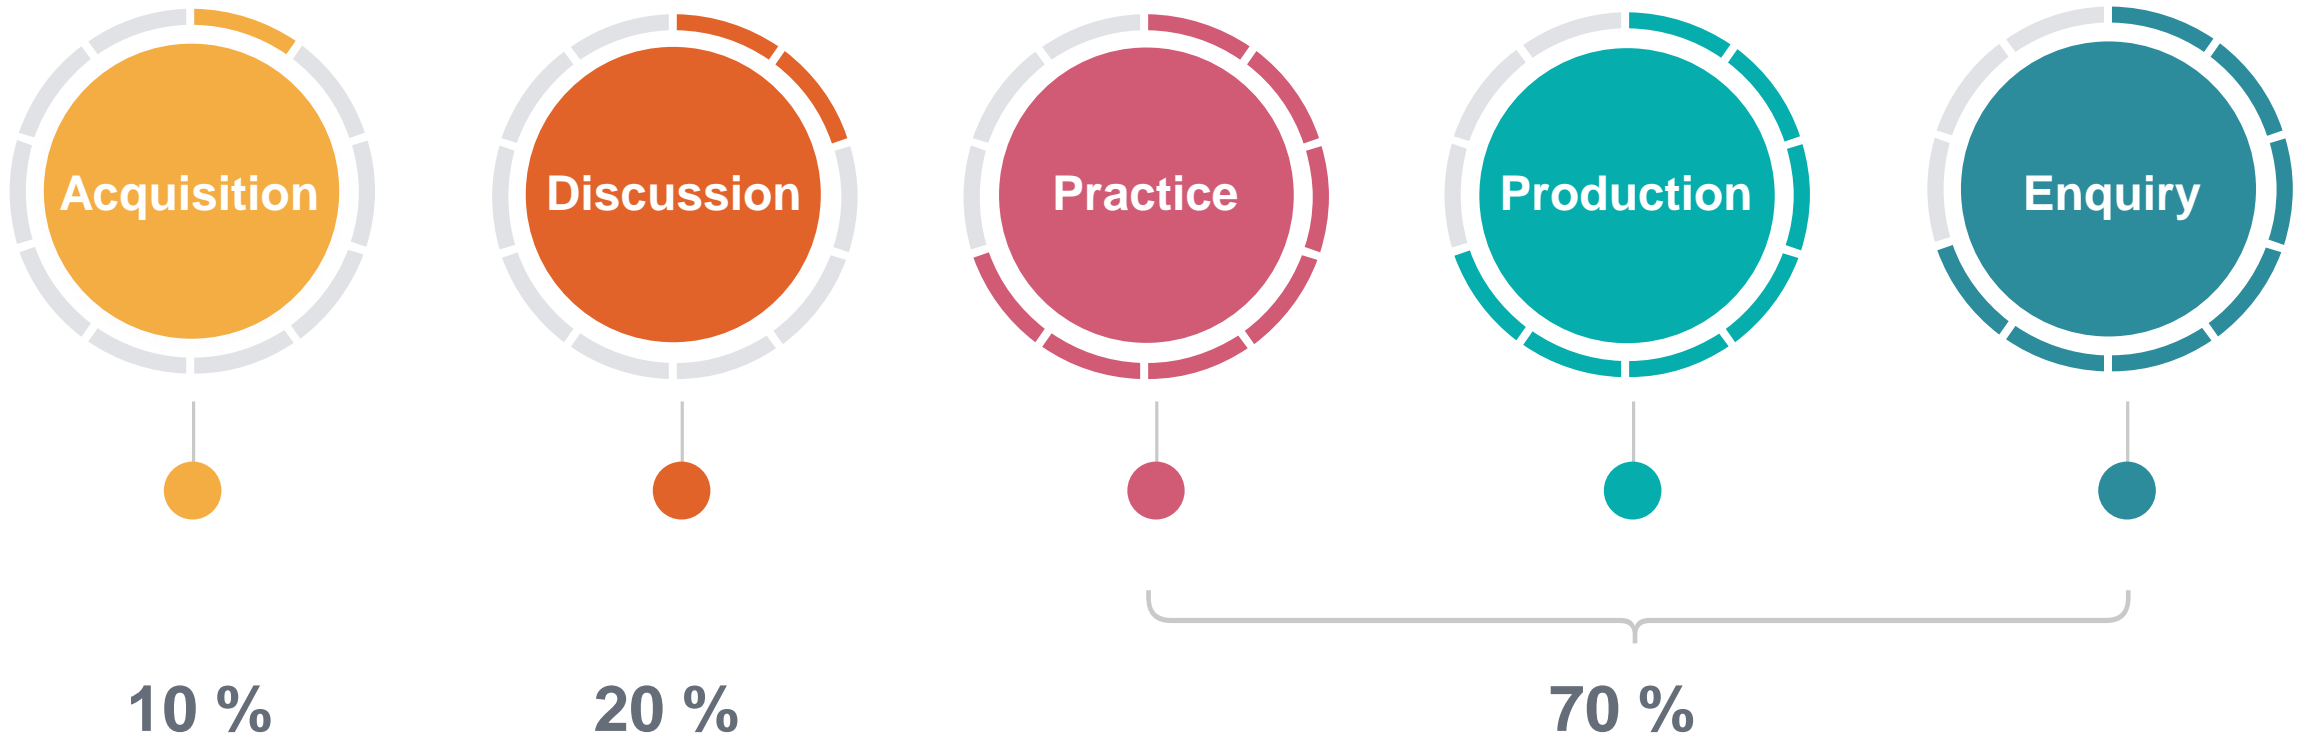 Acquisition
Discussion
Practice
Production
Enquiry
10 %
20 %
70 %